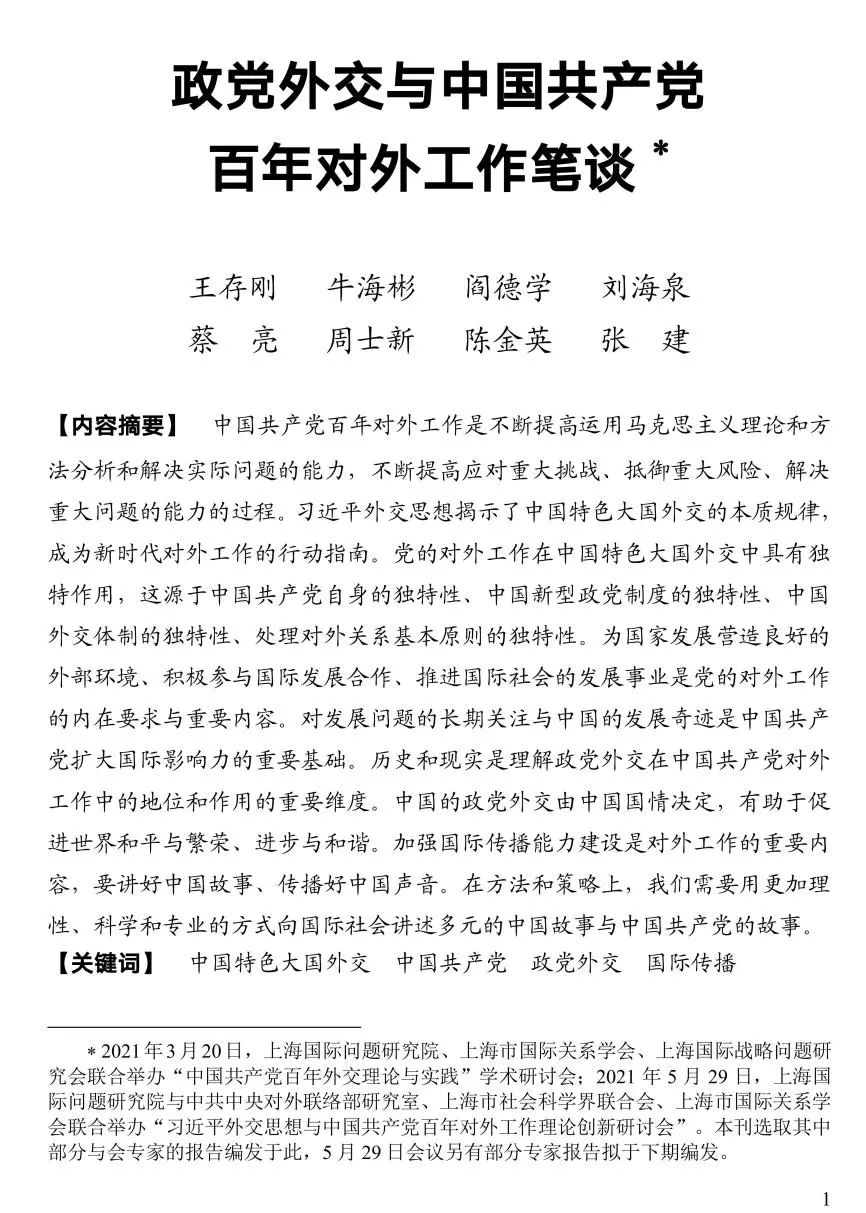 政党外交与中国共产党
百年对外工作笔谈*
王存刚 牛海彬 阎德学 刘海泉
蔡 亮 周士新 陈金英 张 建
【内容摘要】 中国共产党百年对外工作是不断提高运用马克思主义理论和方
法分析和解决实际问题的能力，不断提高应对重大挑战、抵御重大风险、解决
重大问题的能力的过程。习近平外交思想揭示了中国特色大国外交的本质规律，
成为新时代对外工作的行动指南。党的对外工作在中国特色大国外交中具有独
特作用，这源于中国共产党自身的独特性、中国新型政党制度的独特性、中国
外交体制的独特性、处理对外关系基本原则的独特性。为国家发展营造良好的
外部环境、积极参与国际发展合作、推进国际社会的发展事业是党的对外工作
的内在要求与重要内容。对发展问题的长期关注与中国的发展奇迹是中国共产
党扩大国际影响力的重要基础。历史和现实是理解政党外交在中国共产党对外
工作中的地位和作用的重要维度。中国的政党外交由中国国情决定，有助于促
进世界和平与繁荣、进步与和谐。加强国际传播能力建设是对外工作的重要内
容，要讲好中国故事、传播好中国声音。在方法和策略上，我们需要用更加理
性、科学和专业的方式向国际社会讲述多元的中国故事与中国共产党的故事。
【关键词】 中国特色大国外交 中国共产党 政党外交 国际传播
* 2021年3月20日，上海国际问题研究院、上海市国际关系学会、上海国际战略问题研
究会联合举办“中国共产党百年外交理论与实践”学术研讨会；2021 年 5 月 29 日，上海国
际问题研究院与中共中央对外联络部研究室、上海市社会科学界联合会、上海市国际关系学
会联合举办“习近平外交思想与中国共产党百年对外工作理论创新研讨会”。本刊选取其中
部分与会专家的报告编发于此，5 月 29日会议另有部分专家报告拟于下期编发。
1